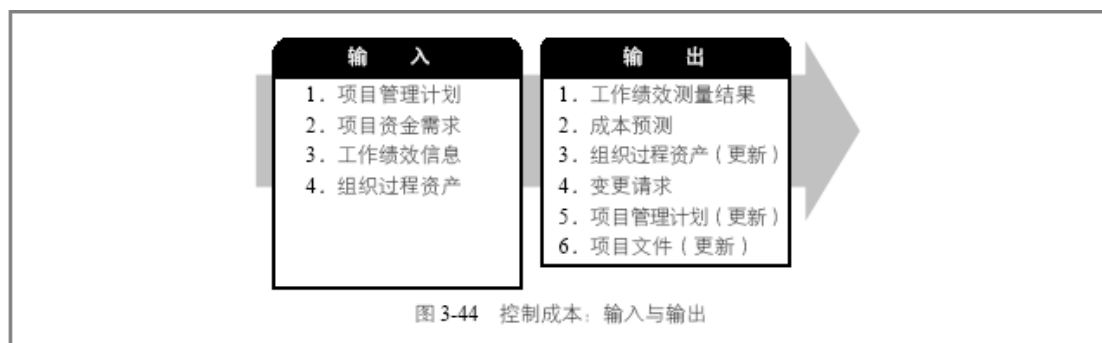 输 入
1. 项目管理计划
2. 项目资金需求
3. 工作绩效信息
4. 组织过程资产
输 出
1. 工作绩效测量结果
2. 成本预测
3. 组织过程资产(更新)
4. 变更请求
5. 项目管理计划(更新)
6. 项目文件(更新)
图 3-44 控制成本:输入与输出